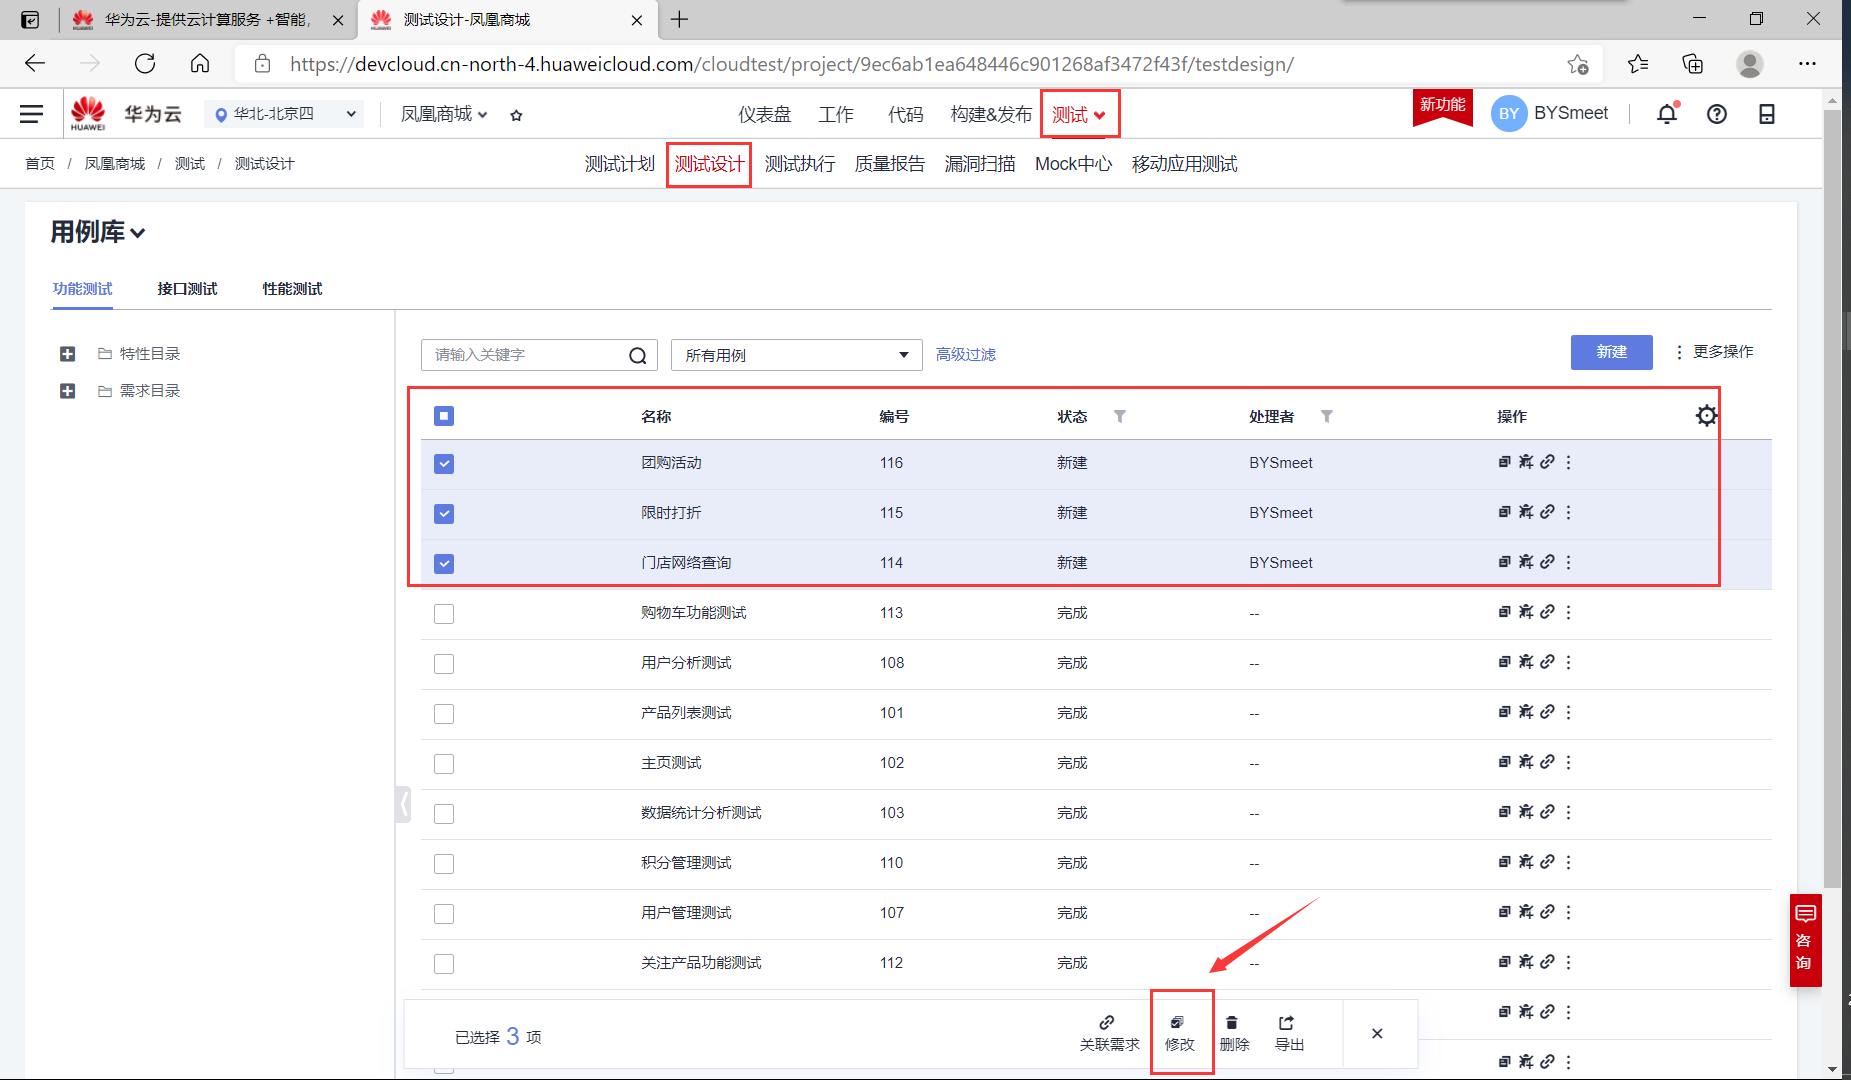 华为云-提供云计算服务 +智能,
测试设计-凤凰商城
https://devcloud.cn-north-4.huaweicloud.com/cloudtest/project/9ec6ab1ea648446c901268af3472f43f/testdesign/
HUAWEI
华为云
华北-北京四
凤凰商城
仪表盘 工作 代码 构建&发布 测试
新功能
BY BYSmeet
首页 / 凤凰商城 / 测试 / 测试设计
测试计划 测试设计 测试执行 质量报告 漏洞扫描 Mock中心 移动应用测试
用例库
功能测试 接口测试 性能测试
特性目录
需求目录
请输入关键字 所有用例 高级过滤 新建 更多操作
名称 编号 状态 处理者 操作
团购活动 116 新建 BYSmeet
限时打折 115 新建 BYSmeet
门店网络查询 114 新建 BYSmeet
购物车功能测试 113 完成 --
用户分析测试 108 完成 --
产品列表测试 101 完成 --
主页测试 102 完成 --
数据统计分析测试 103 完成 --
积分管理测试 110 完成 --
用户管理测试 107 完成 --
关注产品功能测试 112 完成 --
已选择 3 项
关联需求 修改 删除 导出
咨
询